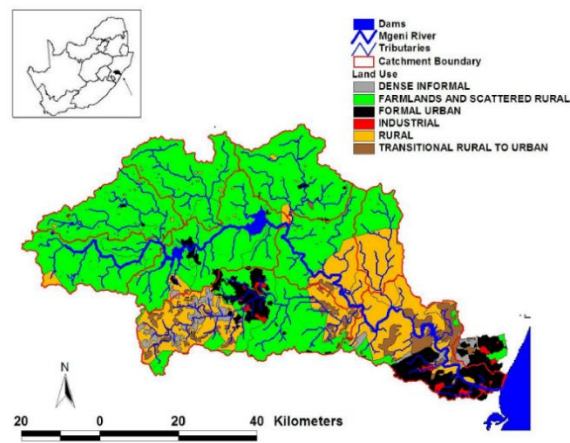 Dams
Mgeni River
Tributaries
Catchment Boundary
Land Use
DENSE INFORMAL
FARMLANDS AND SCATTERED RURAL
FORMAL URBAN
INDUSTRIAL
RURAL
TRANSITIONAL RURAL TO URBAN
N
20 0 20 40 Kilometers